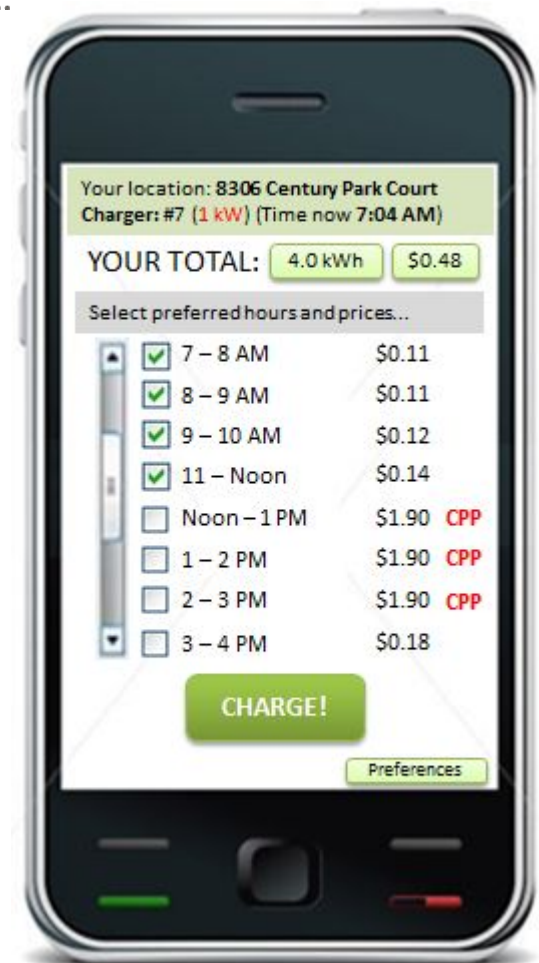 Your location: 8306 Century Park Court
Charger: #7 (1 kW) (Time now 7:04 AM)
YOUR TOTAL: 4.0 kWh $0.48
Select preferred hours and prices...
7 – 8 AM $0.11
8 – 9 AM $0.11
9 – 10 AM $0.12
11 – Noon $0.14
Noon – 1 PM $1.90 CPP
1 – 2 PM $1.90 CPP
2 – 3 PM $1.90 CPP
3 – 4 PM $0.18
CHARGE!
Preferences